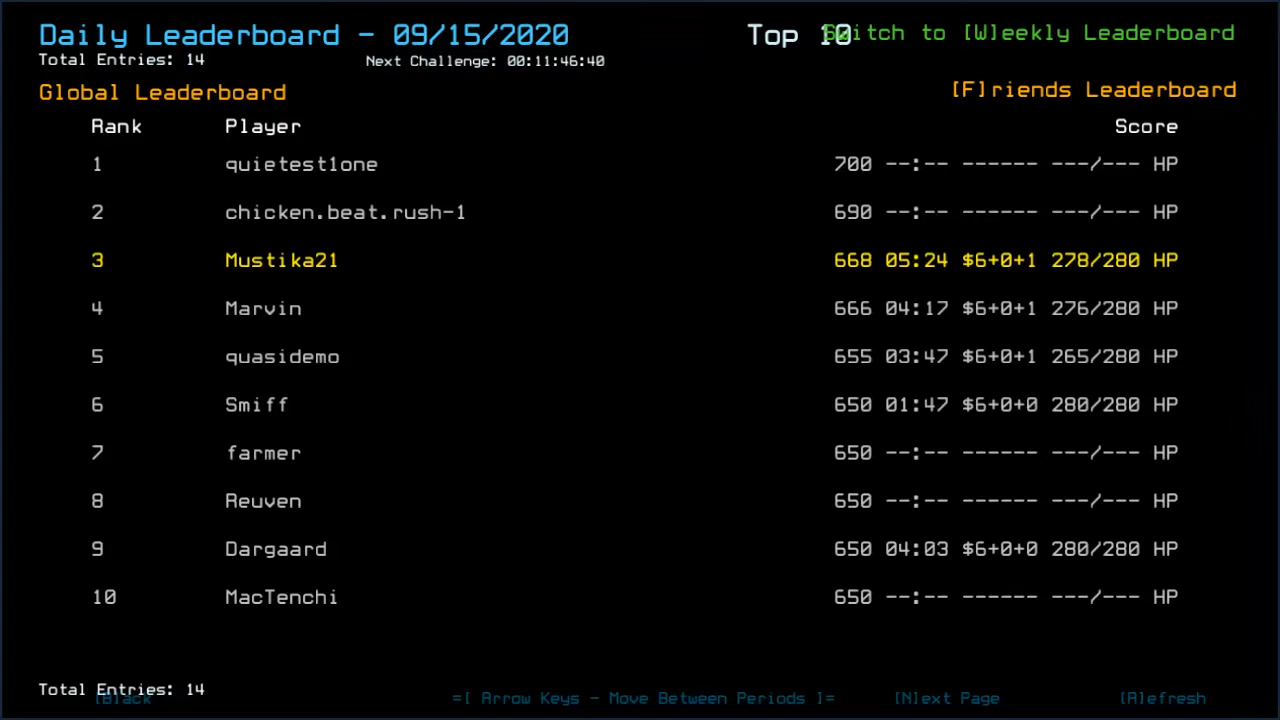 Daily Leaderboard - 09/15/2020
Top 10
Switch to [W]eekly Leaderboard
Total Entries: 14
Next Challenge: 00:11:46:40
Global Leaderboard
[F]riends Leaderboard
Rank Player Score
1 quietest1one 700 --:-- ------ ---/--- HP
2 chicken.beat.rush-1 690 --:-- ------ ---/--- HP
3 Mustika21 668 05:24 $6+0+1 278/280 HP
4 Marvin 666 04:17 $6+0+1 276/280 HP
5 quasidemo 655 03:47 $6+0+1 265/280 HP
6 Smiff 650 01:47 $6+0+0 280/280 HP
7 farmer 650 --:-- ------ ---/--- HP
8 Reuven 650 --:-- ------ ---/--- HP
9 Dargaard 650 04:03 $6+0+0 280/280 HP
10 MacTenchi 650 --:-- ------ ---/--- HP
Total Entries: 14
[B]ack
=[ Arrow Keys - Move Between Periods ]=
[N]ext Page
[R]efresh